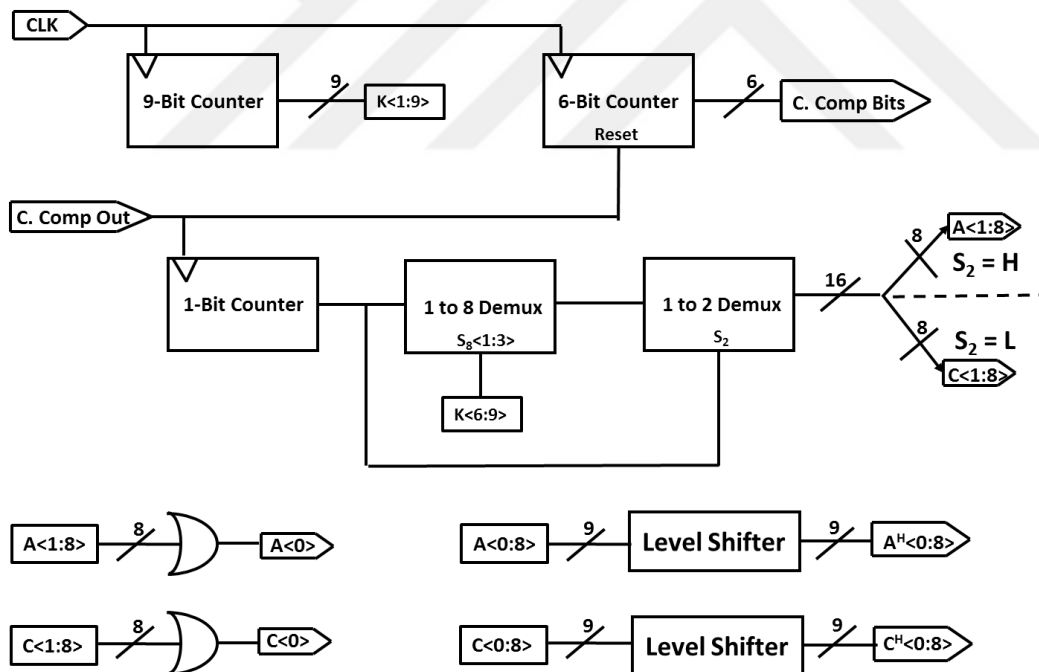 CLK
9-Bit Counter
9
K<1:9>
6-Bit Counter
Reset
6
C. Comp Bits
C. Comp Out
1-Bit Counter
1 to 8 Demux
S₈<1:3>
K<6:9>
1 to 2 Demux
S₂
16
8
A<1:8>
S₂ = H
8
S₂ = L
C<1:8>
A<1:8>
8
A<0>
A<0:8>
9
Level Shifter
9
Aᴴ<0:8>
C<1:8>
8
C<0>
C<0:8>
9
Level Shifter
9
Cᴴ<0:8>